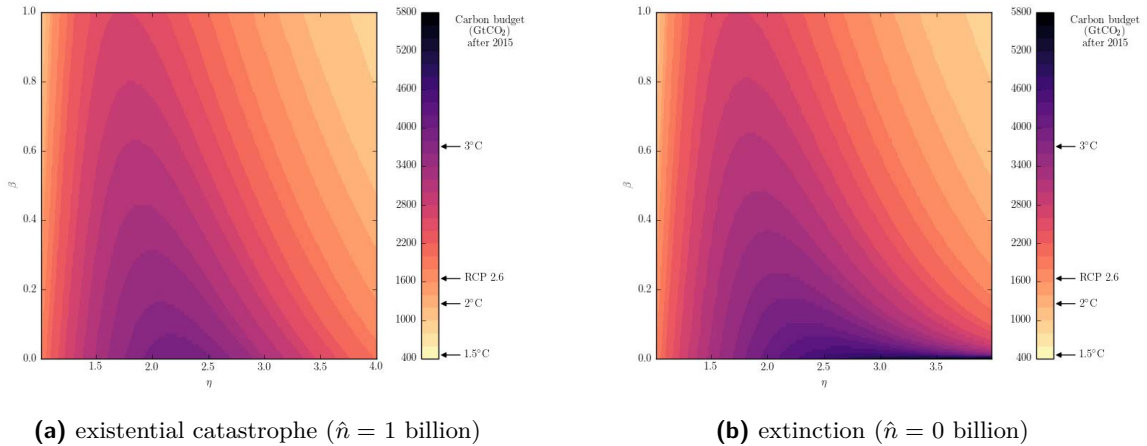 1.0
0.8
0.6
0.4
0.2
0.0
β
1.5
2.0
2.5
3.0
3.5
4.0
η
5800
5200
4600
4000
3400
2800
2200
1600
1000
400
Carbon budget
(GtCO₂)
after 2015
3°C
RCP 2.6
2°C
1.5°C
(a) existential catastrophe (n̂ = 1 billion)
1.0
0.8
0.6
0.4
0.2
0.0
β
1.5
2.0
2.5
3.0
3.5
η
5800
5200
4600
4000
3400
2800
2200
1600
1000
400
Carbon budget
(GtCO₂)
after 2015
3°C
RCP 2.6
2°C
1.5°C
(b) extinction (n̂ = 0 billion)